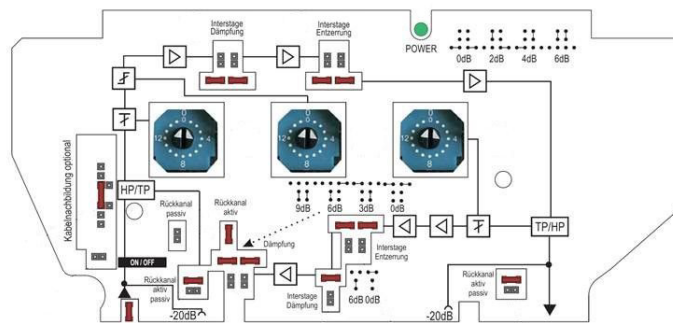 Interstage
Dämpfung
Interstage
Entzerrung
POWER
0dB 2dB 4dB 6dB
0
12 4
8
0
12 4
8
0
12 4
8
Kabelnachbildung optional
HP/TP
Rückkanal
passiv
Rückkanal
aktiv
9dB 6dB 3dB 0dB
Dämpfung
Interstage
Entzerrung
TP/HP
ON / OFF
Rückkanal
aktiv
passiv
-20dB
Interstage
Dämpfung
6dB 0dB
-20dB
Rückkanal
aktiv
passiv